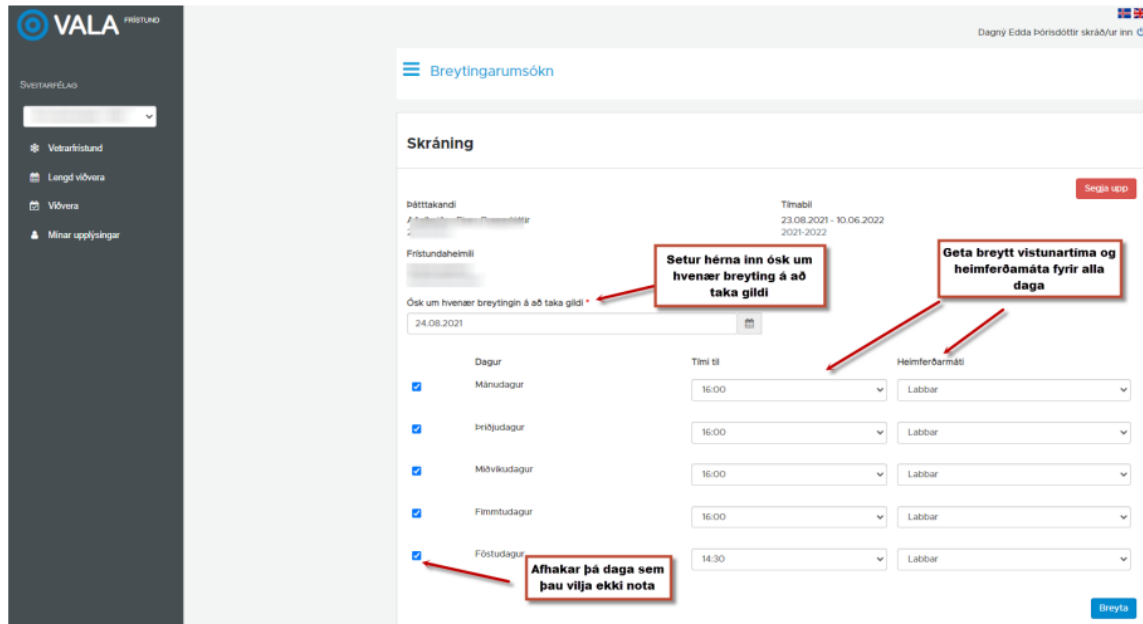 VALA FRÍSTUND
Dagný Edda Þórisdóttir skráð/ur inn
SVEITARFÉLAG
Vetrarfrístund
Lengd viðvera
Viðvera
Mínar upplýsingar
Breytingarumsókn
Skráning
Segja upp
Þátttakandi
Tímabil
23.08.2021 - 10.06.2022
2021-2022
Frístundaheimili
Setur hérna inn ósk um
hvenær breyting á að
taka gildi
Geta breytt vistunartíma og
heimferðamáta fyrir alla
daga
Ósk um hvenær breytingin á að taka gildi *
24.08.2021
Dagur Tími til Heimferðarmáti
Mánudagur 16:00 Labbar
Þriðjudagur 16:00 Labbar
Miðvikudagur 16:00 Labbar
Fimmtudagur 16:00 Labbar
Föstudagur 14:30 Labbar
Afhakar þá daga sem
þau vilja ekki nota
Breyta